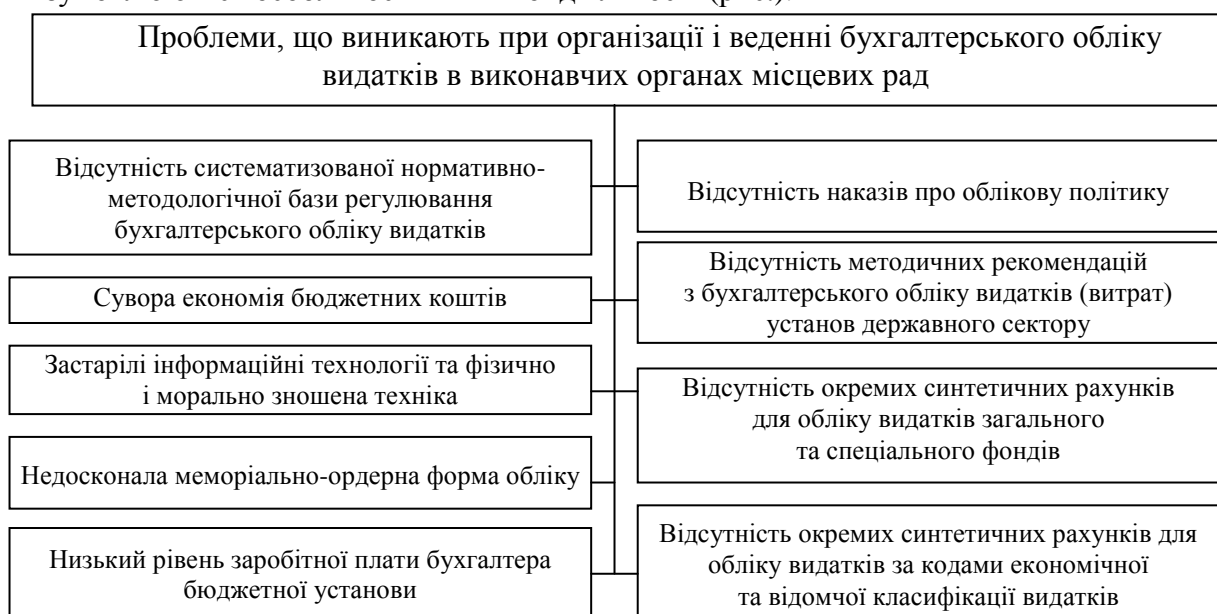 Проблеми, що виникають при організації і веденні бухгалтерського обліку
видатків в виконавчих органах місцевих рад
Відсутність систематизованої нормативно-
методологічної бази регулювання
бухгалтерського обліку видатків
Сувора економія бюджетних коштів
Застарілі інформаційні технології та фізично
і морально зношена техніка
Недосконала меморіально-ордерна форма обліку
Низький рівень заробітної плати бухгалтера
бюджетної установи
Відсутність наказів про облікову політику
Відсутність методичних рекомендацій
з бухгалтерського обліку видатків (витрат)
установ державного сектору
Відсутність окремих синтетичних рахунків
для обліку видатків загального
та спеціального фондів
Відсутність окремих синтетичних рахунків для
обліку видатків за кодами економічної
та відомчої класифікації видатків